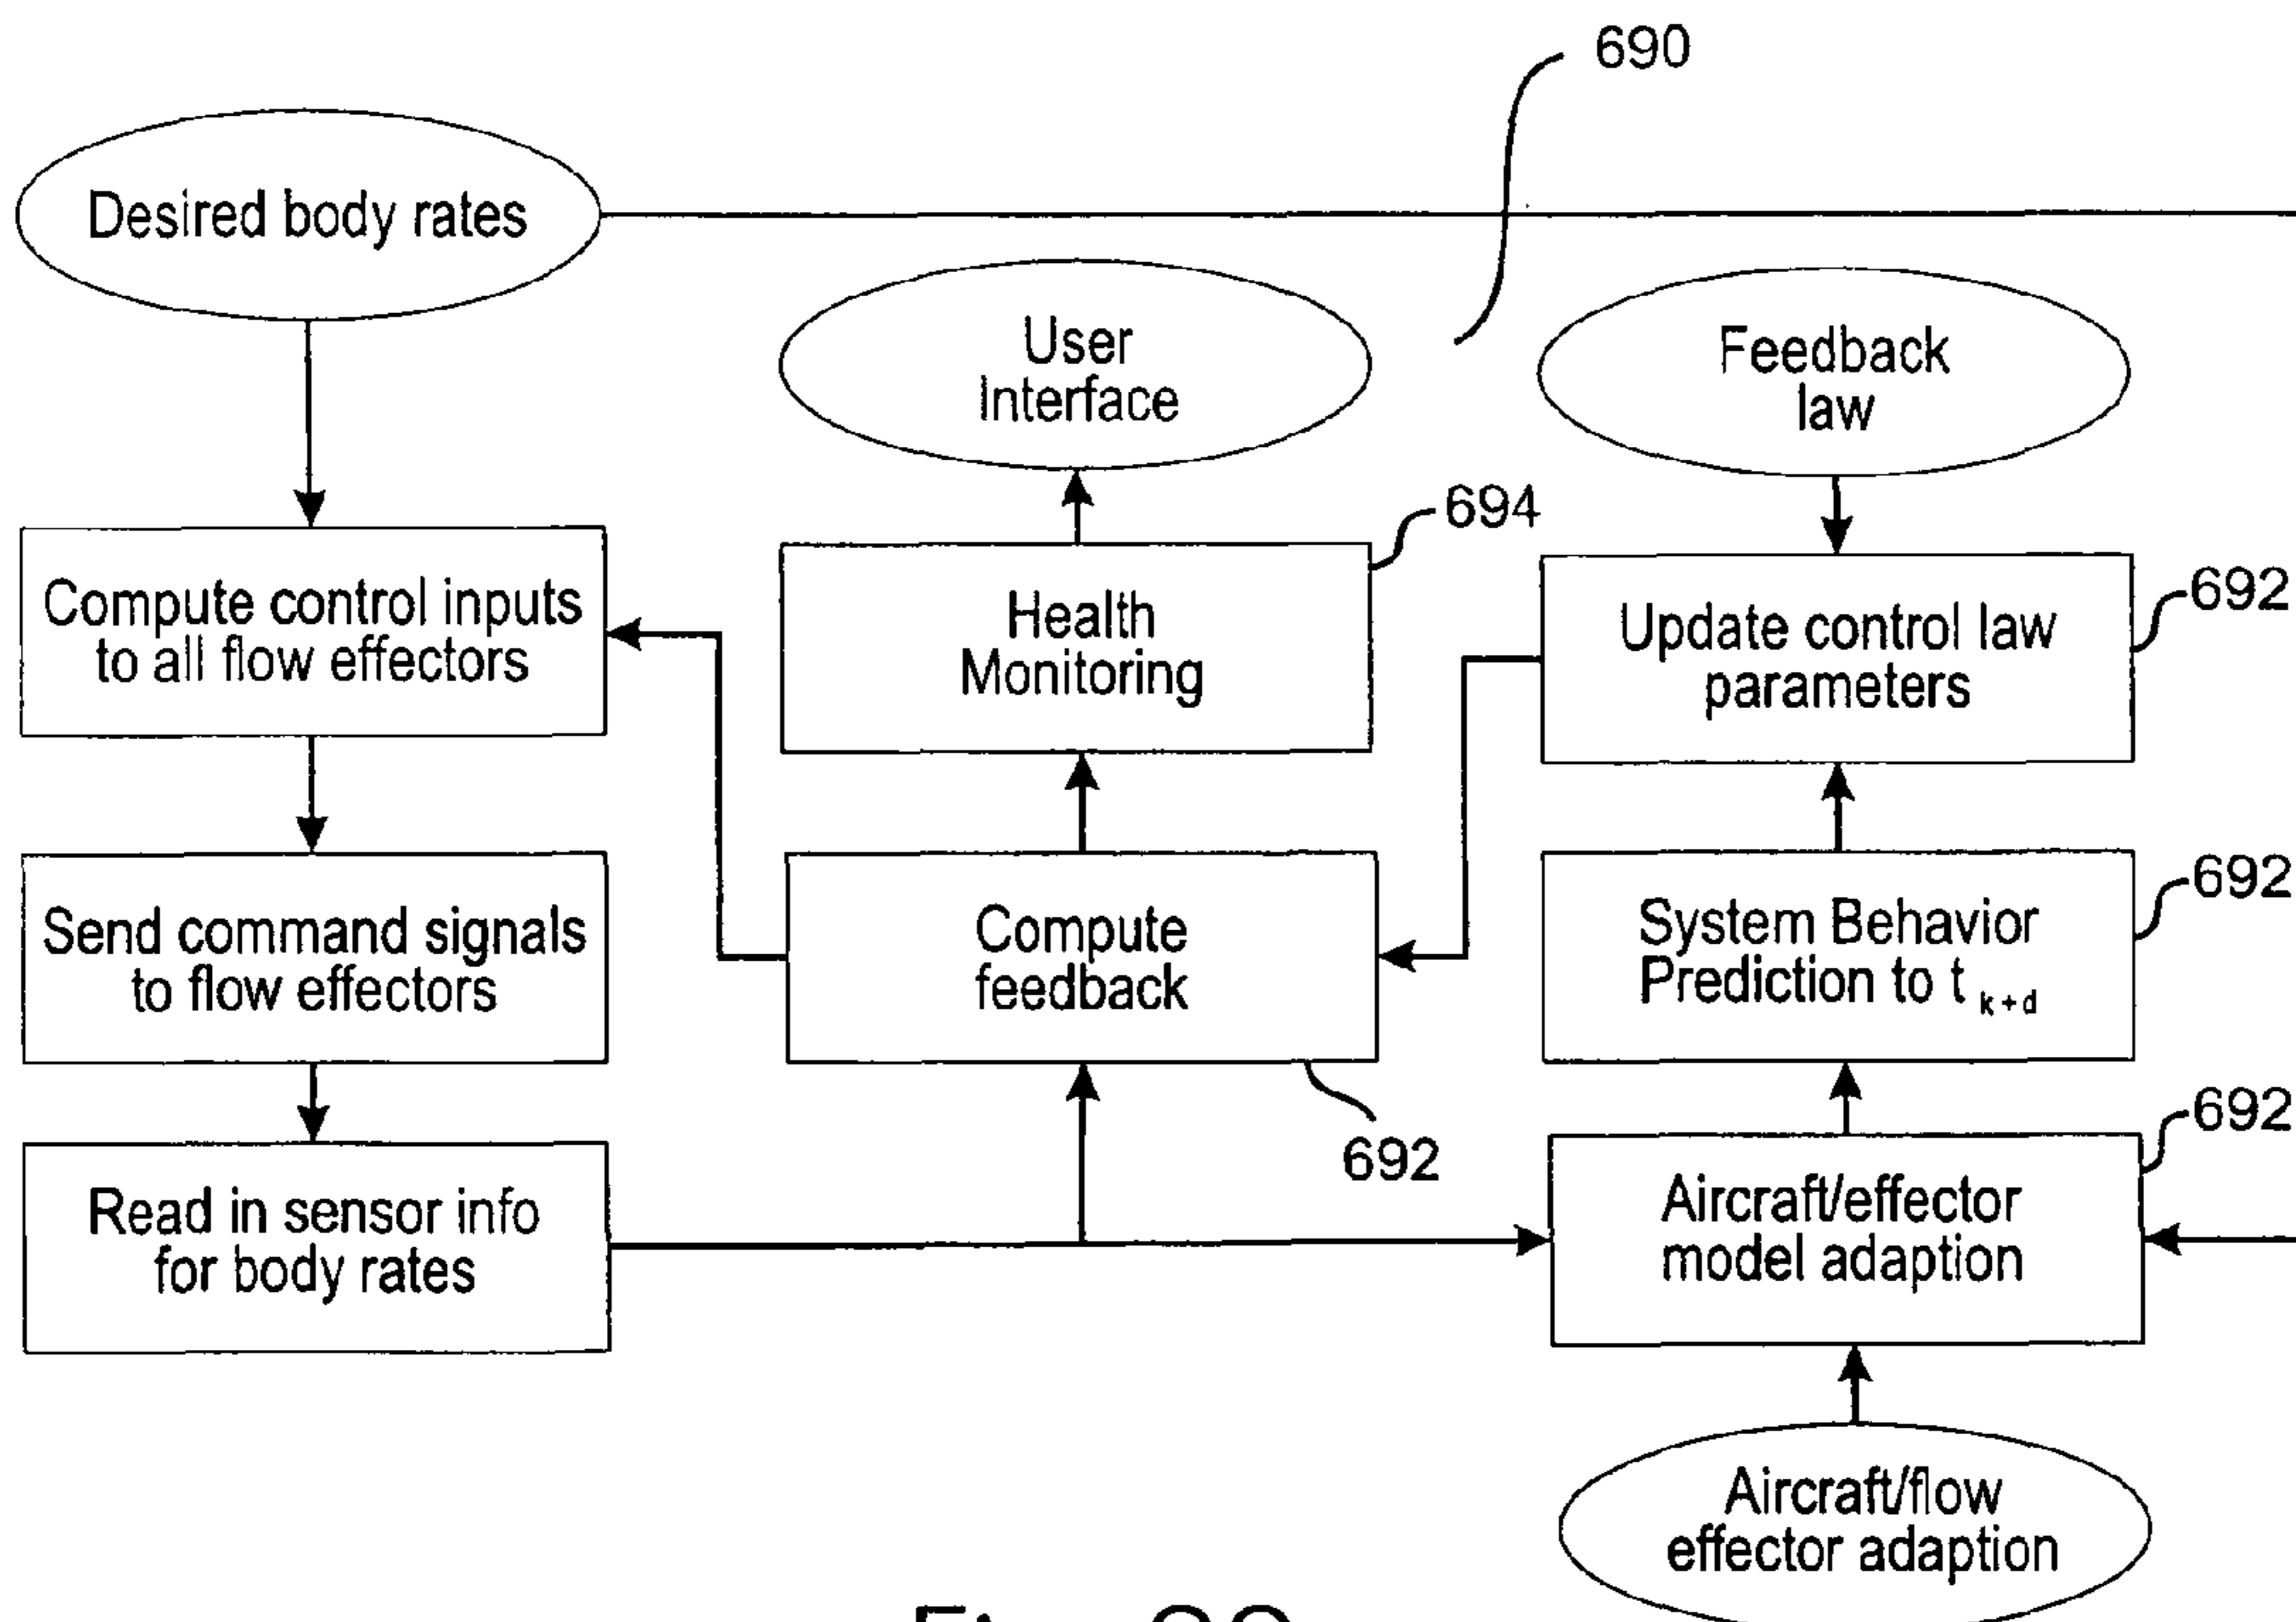 690
Desired body rates
User
Interface
Feedback
law
694
692
Compute control inputs
to all flow effectors
Health
Monitoring
Update control law
parameters
692
Send command signals
to flow effectors
Compute
feedback
System Behavior
Prediction to t k + d
692
692
Read in sensor info
for body rates
Aircraft/effector
model adaption
Aircraft/flow
effector adaption